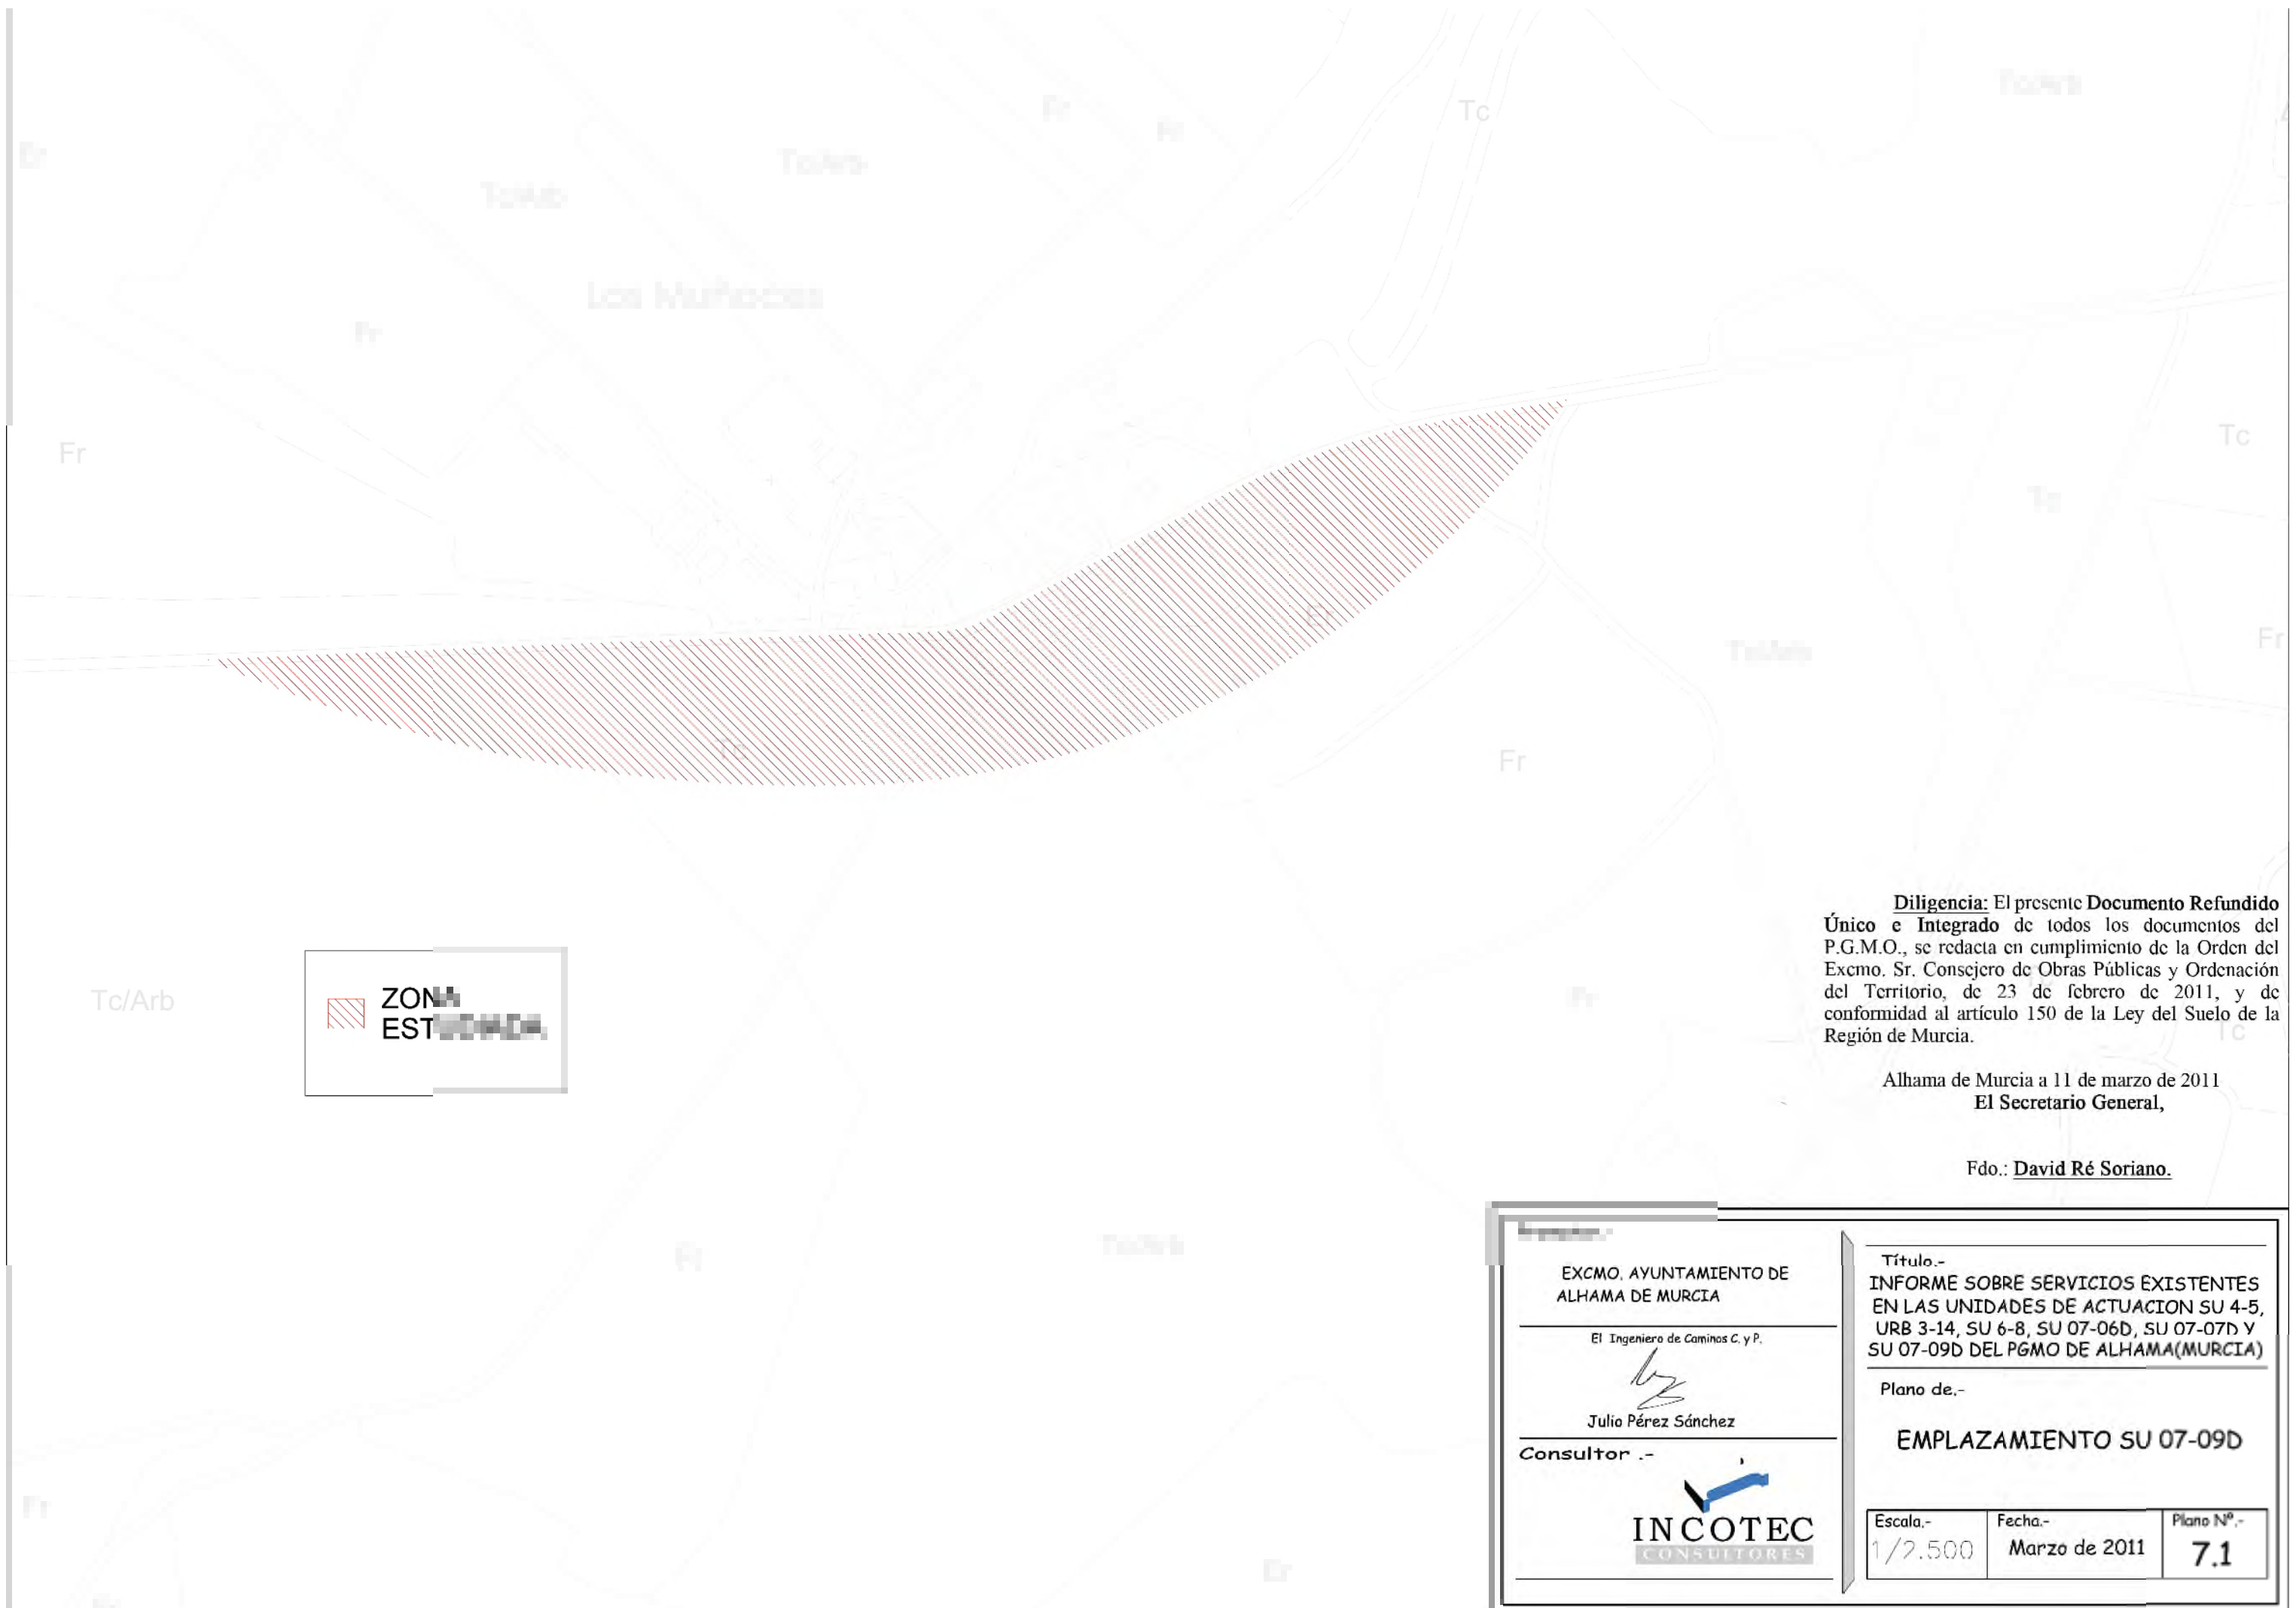 Tc
Fr
Tc
Fr
Er
Tc
Fr
Tc/Arb
Tc
ZONA
Diligencia: El presente Documento Refundido
Único e Integrado de todos los documentos del
P.G.M.O., se redacta en cumplimiento de la Orden del
Excmo. Sr. Consejero de Obras Públicas y Ordenación
del Territorio, de 23 de febrero de 2011, y de
conformidad al artículo 150 de la Ley del Suelo de la
Región de Murcia.
Alhama de Murcia a 11 de marzo de 2011
El Secretario General,
Fdo.: David Ré Soriano.
EXCMO. AYUNTAMIENTO DE
ALHAMA DE MURCIA
El Ingeniero de Caminos C. y P.
Julio Pérez Sánchez
Consultor .-
INCOTEC
CONSULTORES
Título.-
INFORME SOBRE SERVICIOS EXISTENTES
EN LAS UNIDADES DE ACTUACION SU 4-5,
URB 3-14, SU 6-8, SU 07-06D, SU 07-07D Y
SU 07-09D DEL PGMO DE ALHAMA(MURCIA)
Plano de.-
EMPLAZAMIENTO SU 07-09D
Escala.-
1/2.500
Fecha.-
Marzo de 2011
Plano Nº.-
7.1